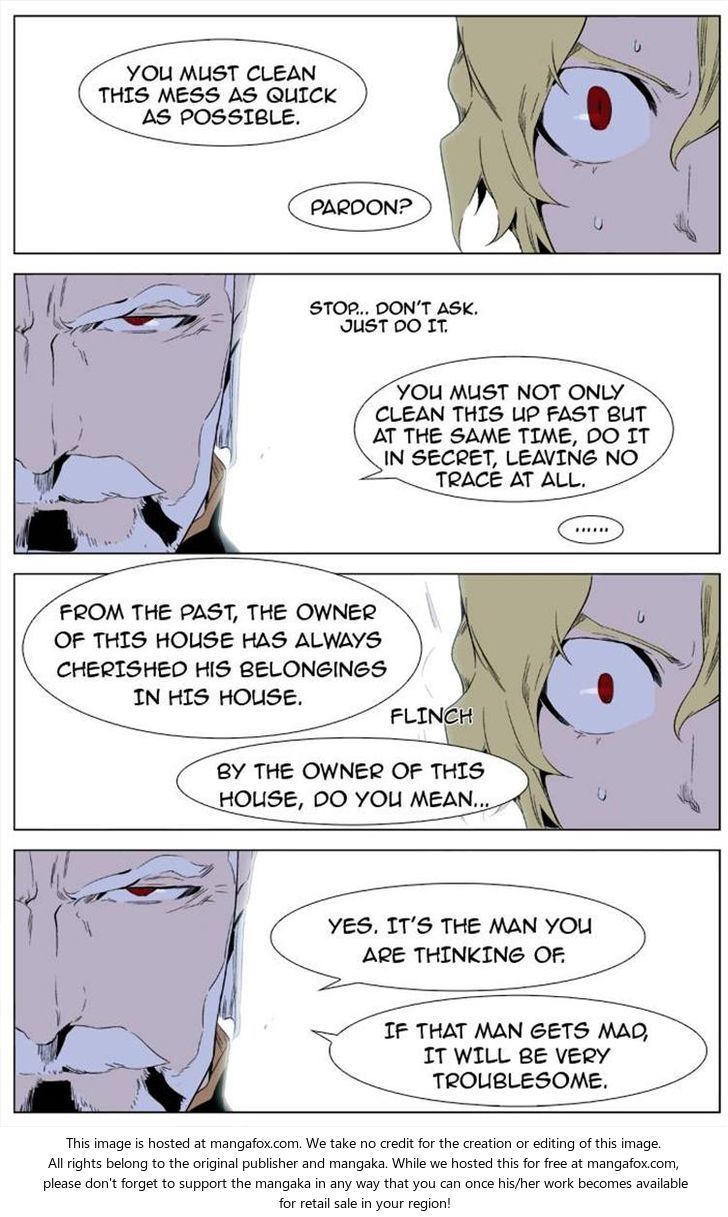 YOU MUST CLEAN
THIS MESS AS QUICK
AS POSSIBLE.
PARDON?
STOP... DON'T ASK.
JUST DO IT.
YOU MUST NOT ONLY
CLEAN THIS UP FAST BUT
AT THE SAME TIME, DO IT
IN SECRET, LEAVING NO
TRACE AT ALL.
......
FROM THE PAST, THE OWNER
OF THIS HOUSE HAS ALWAYS
CHERISHED HIS BELONGINGS
IN HIS HOUSE.
FLINCH
BY THE OWNER OF THIS
HOUSE, DO YOU MEAN...
YES. IT'S THE MAN YOU
ARE THINKING OF.
IF THAT MAN GETS MAD,
IT WILL BE VERY
TROUBLESOME.
This image is hosted at mangafox.com. We take no credit for the creation or editing of this image.
All rights belong to the original publisher and mangaka. While we hosted this for free at mangafox.com,
please don't forget to support the mangaka in any way that you can once his/her work becomes available
for retail sale in your region!